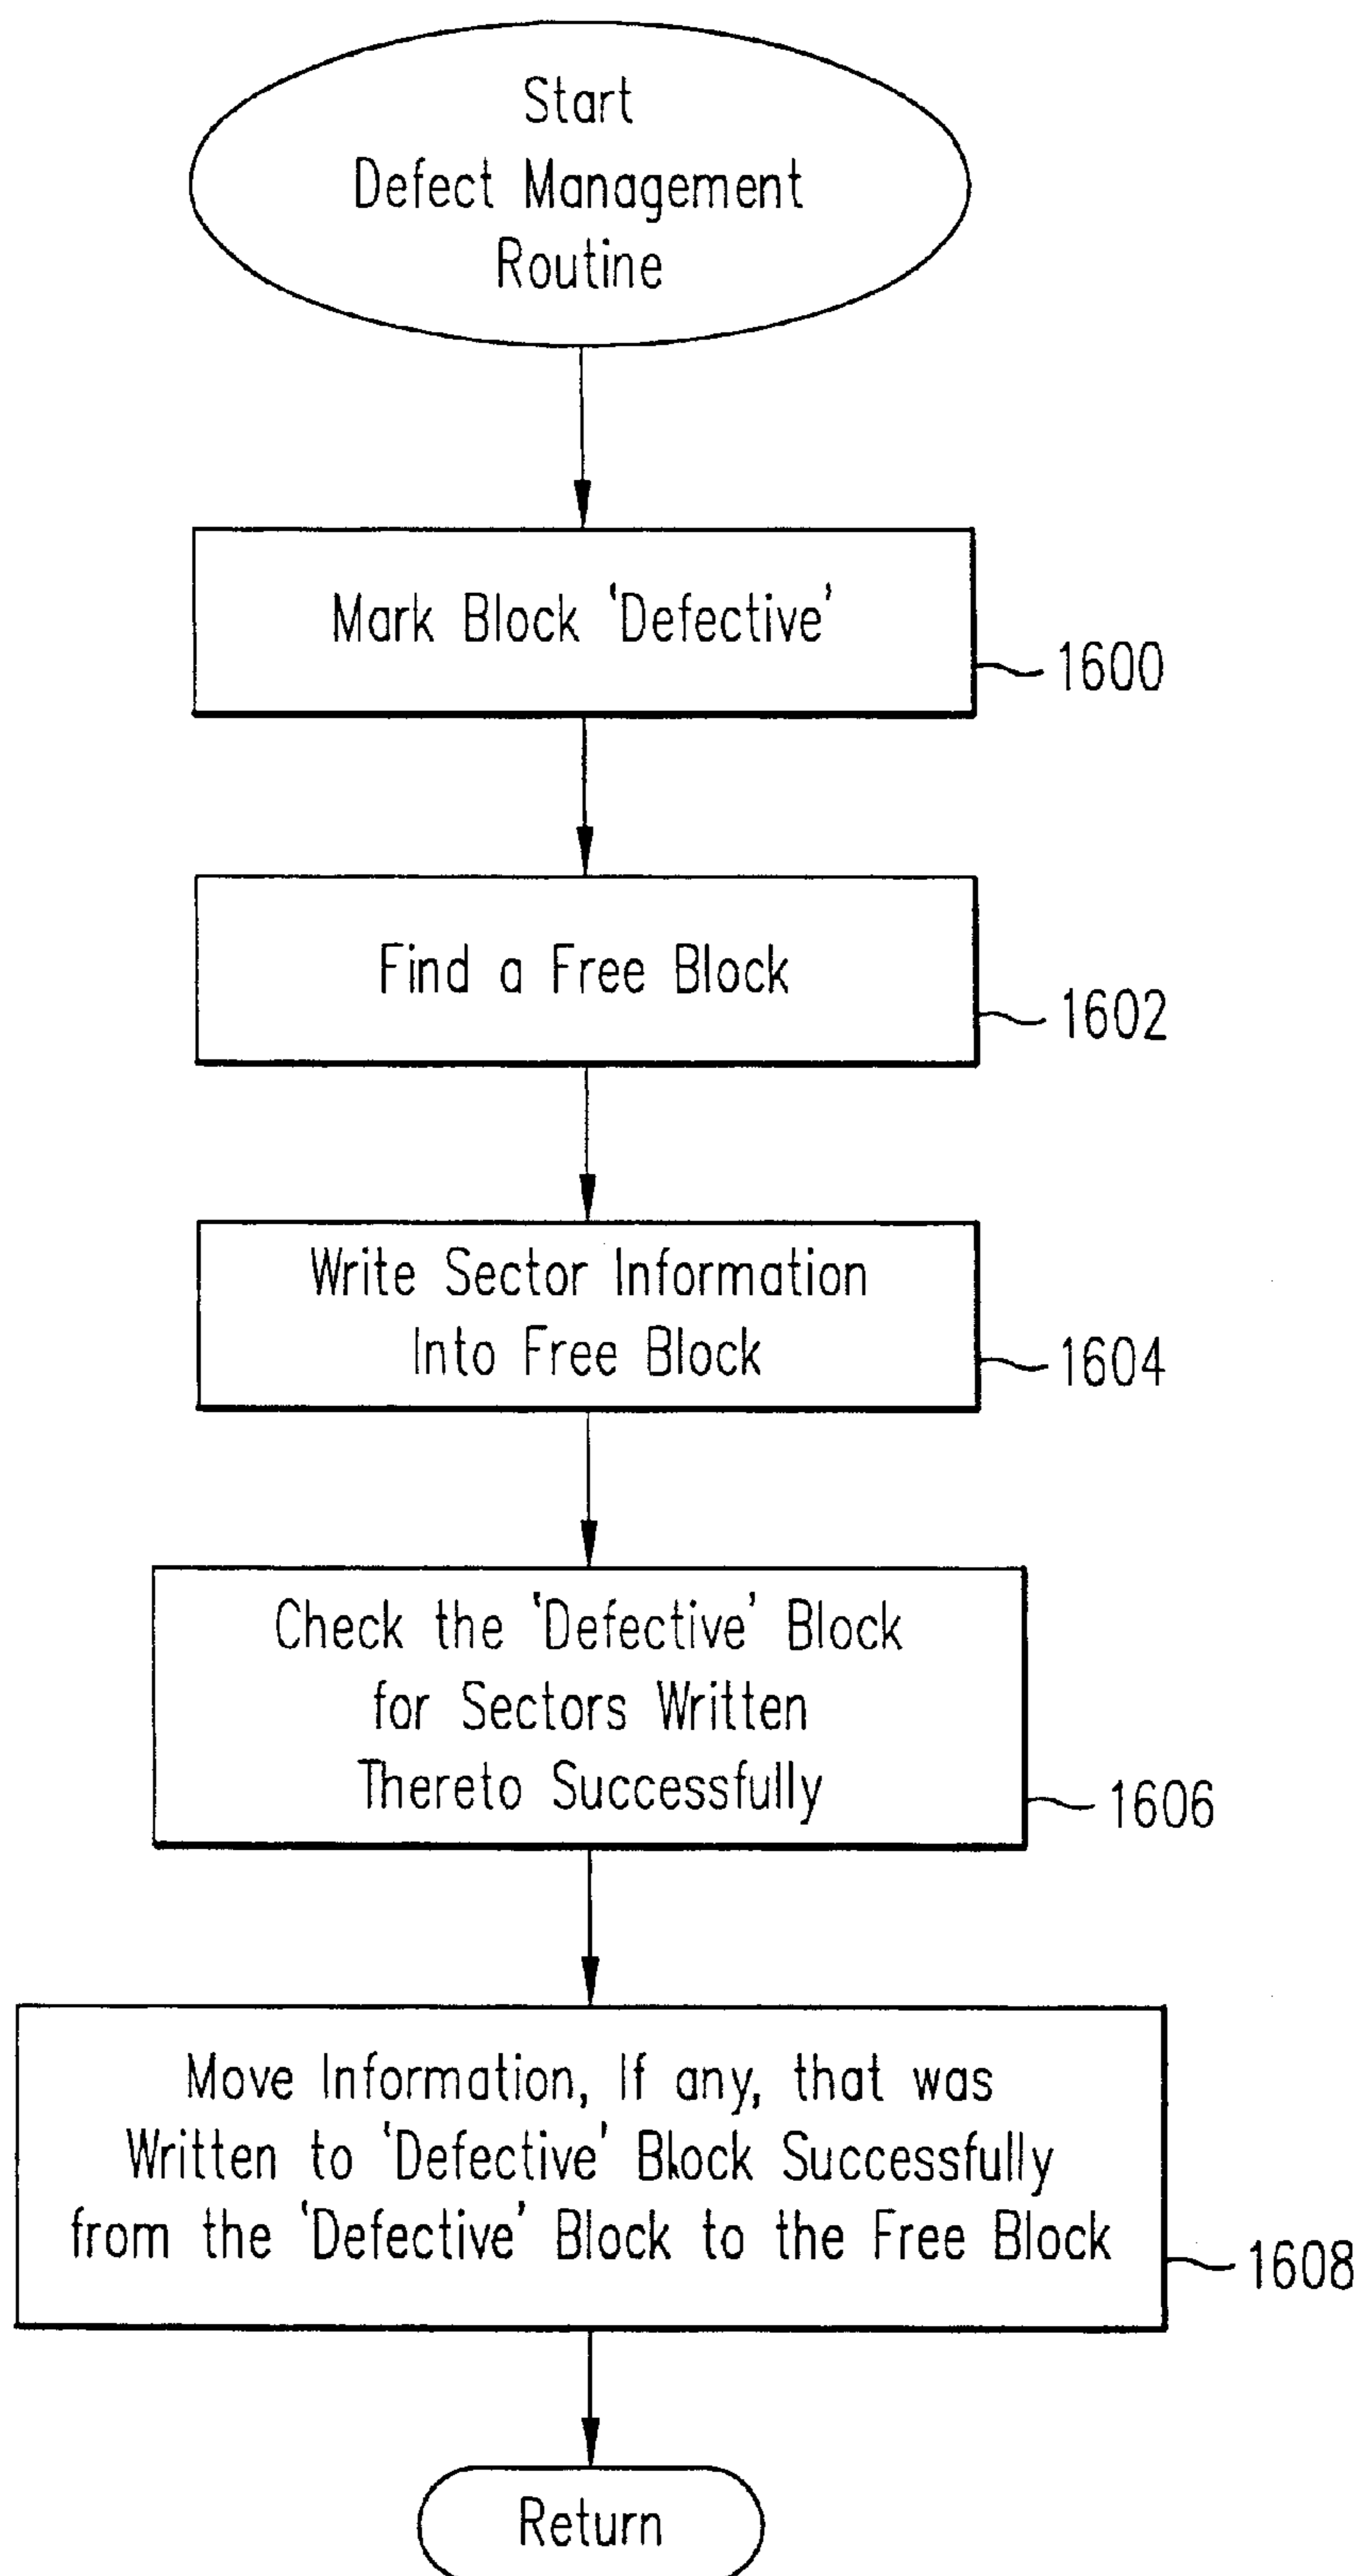 Start
Defect Management
Routine
Mark Block 'Defective'
1600
Find a Free Block
1602
Write Sector Information
Into Free Block
1604
Check the 'Defective' Block
for Sectors Written
Thereto Successfully
1606
Move Information, If any, that was
Written to 'Defective' Block Successfully
from the 'Defective' Block to the Free Block
1608
Return